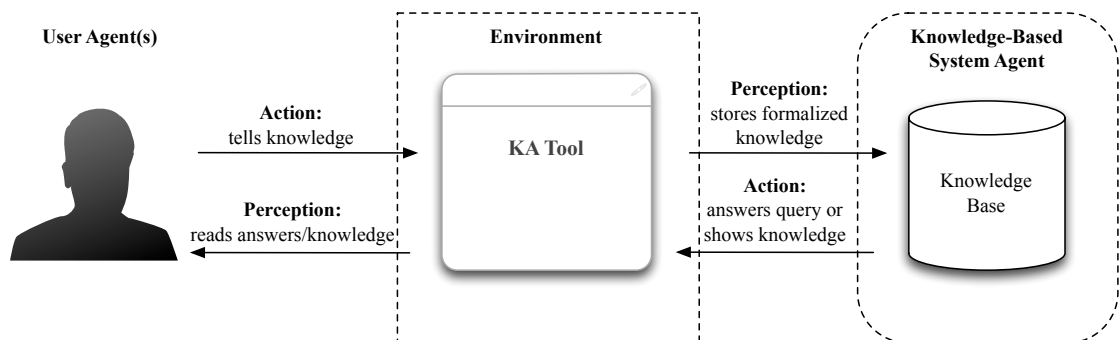 User Agent(s)
Action:
tells knowledge
Perception:
reads answers/knowledge
Environment
KA Tool
Perception:
stores formalized
knowledge
Action:
answers query or
shows knowledge
Knowledge-Based
System Agent
Knowledge
Base